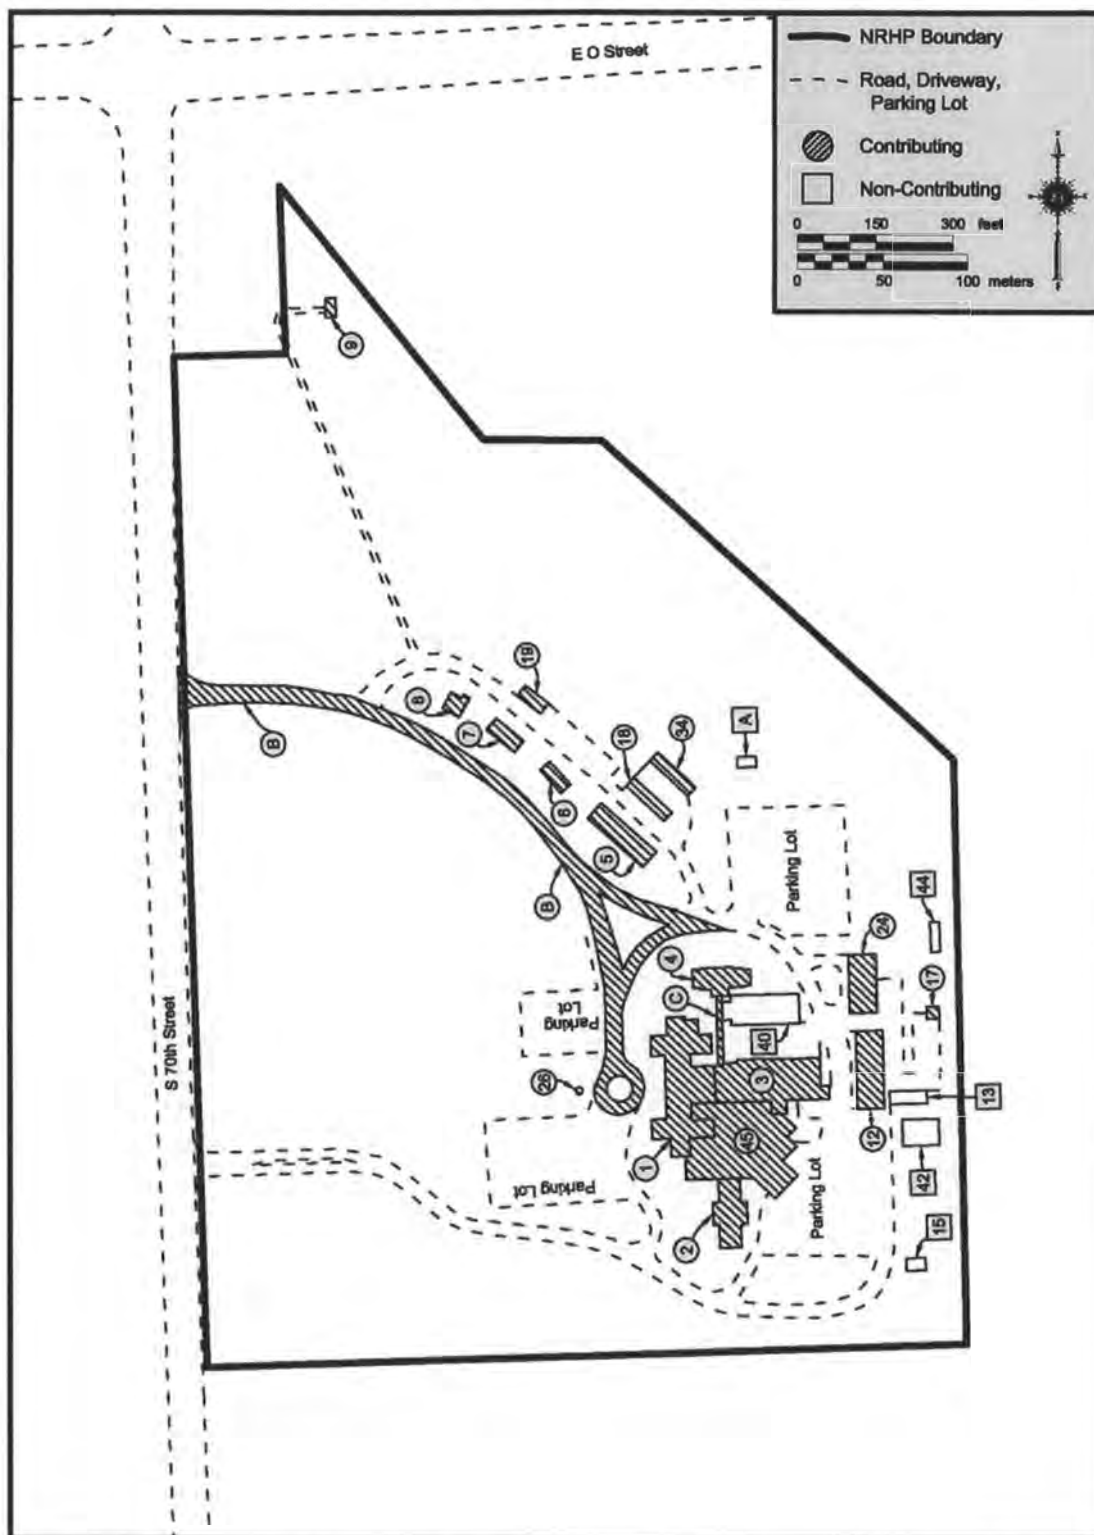 E O Street
NRHP Boundary
Road, Driveway,
Parking Lot
Contributing
Non-Contributing
0 150 300 feet
0 50 100 meters
S 70th Street
9
19
8
7
18
34
A
B
6
5
B
Parking Lot
44
24
4
17
C
Parking
Lot
40
26
3
13
45
12
1
42
Parking Lot
Parking Lot
2
15